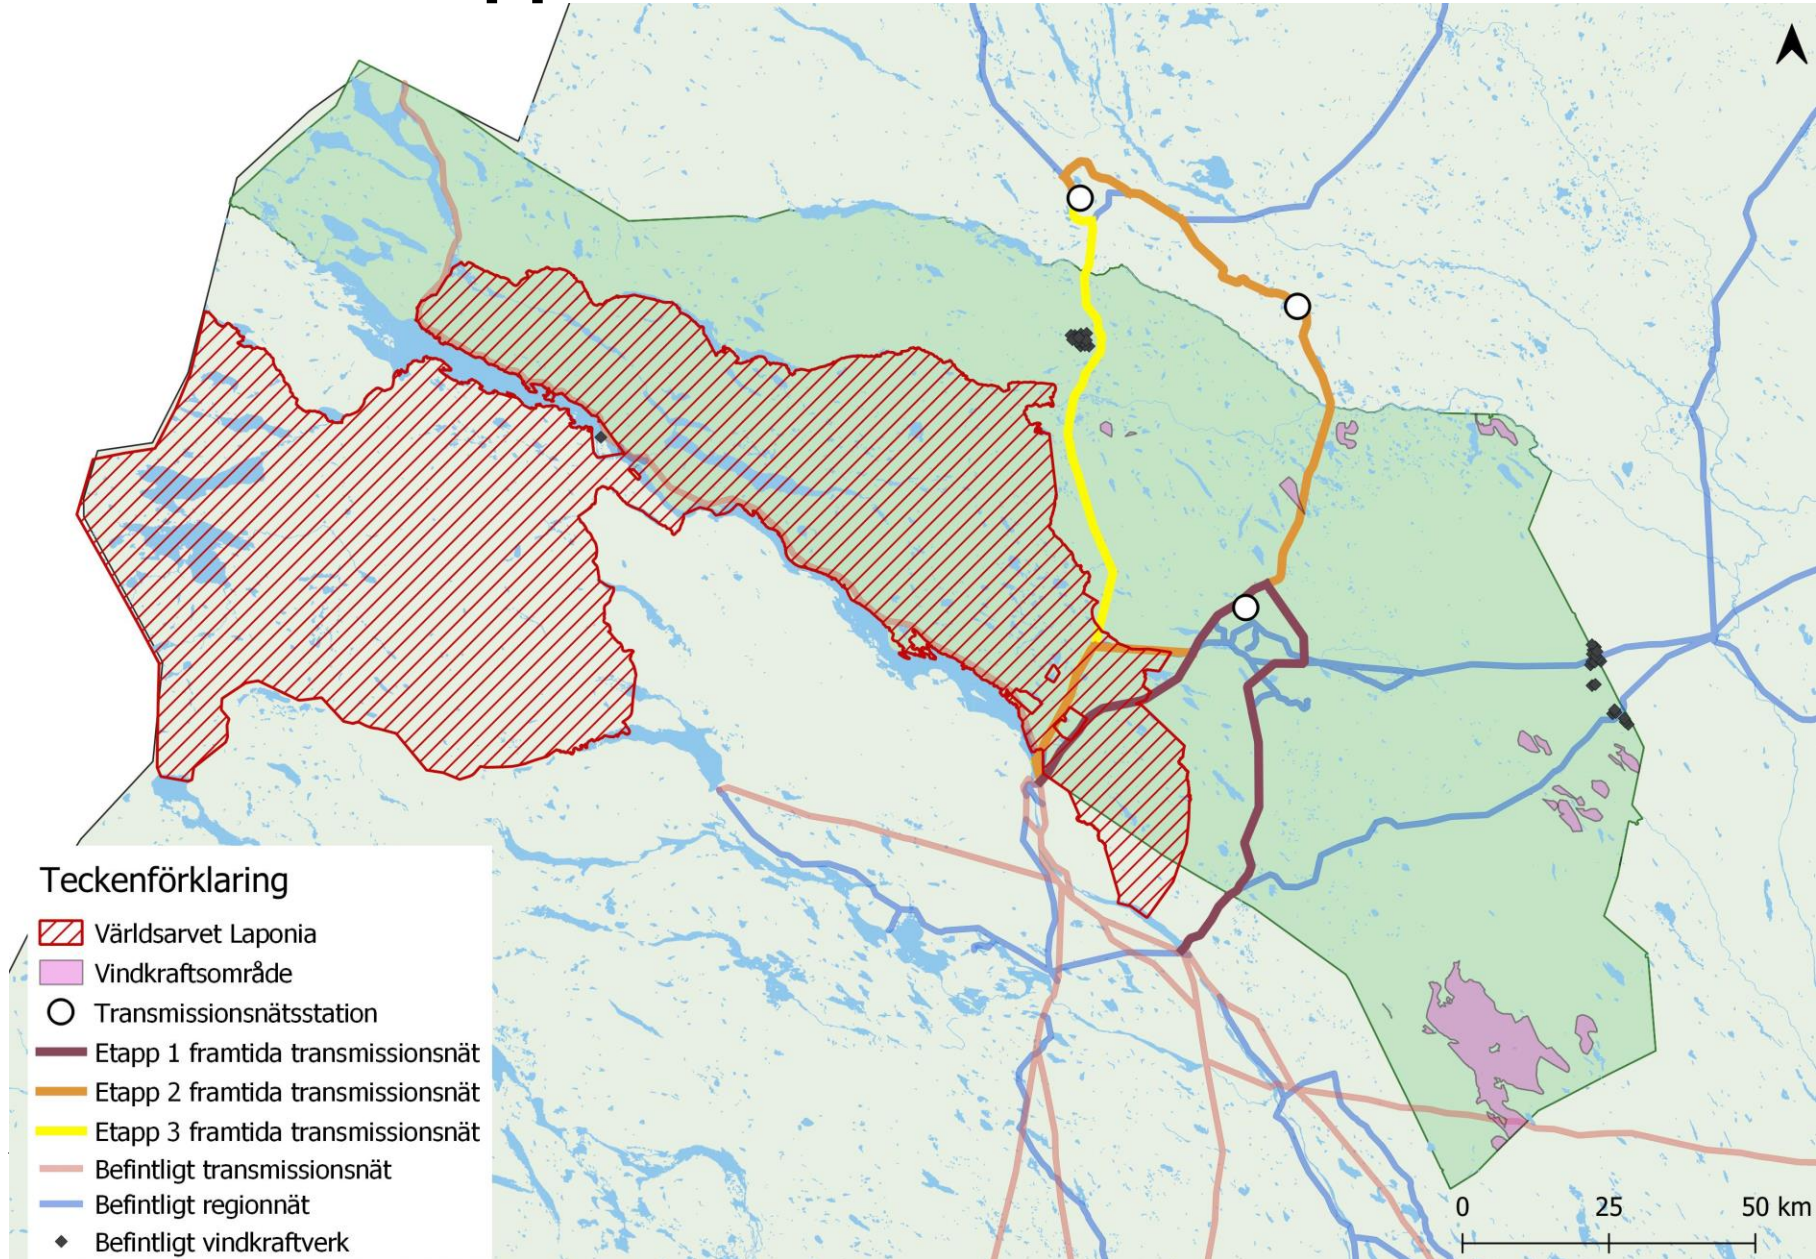 Teckenförklaring
Världsarvet Laponia
Vindkraftsområde
Transmissionsnätsstation
Etapp 1 framtida transmissionsnät
Etapp 2 framtida transmissionsnät
Etapp 3 framtida transmissionsnät
Befintligt transmissionsnät
Befintligt regionnät
Befintligt vindkraftverk
0 25 50 km